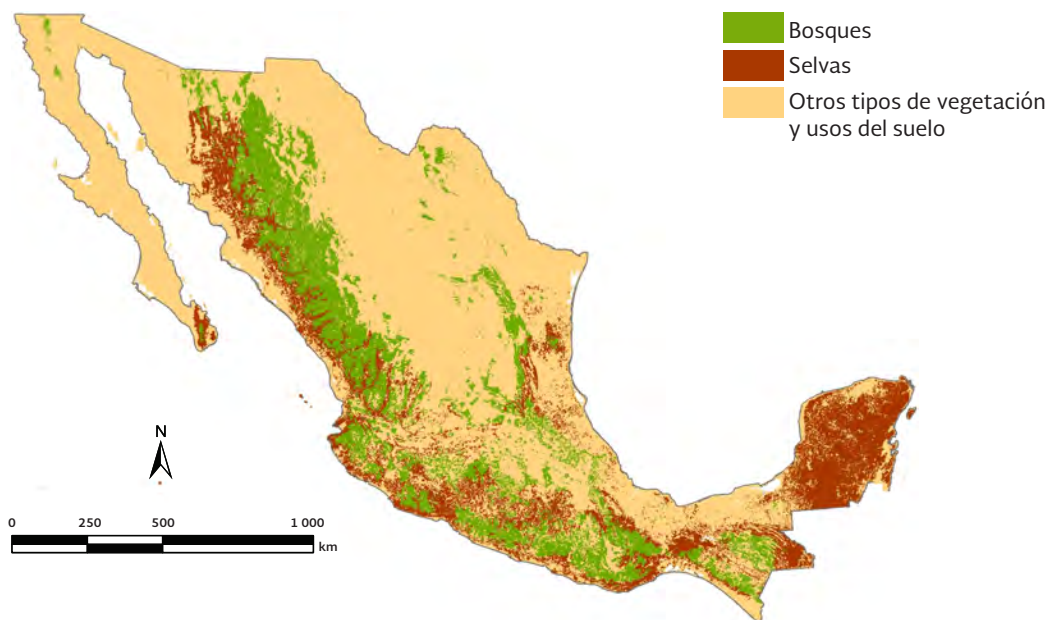 Bosques
Selvas
Otros tipos de vegetación
y usos del suelo
N
0 250 500 1 000
km